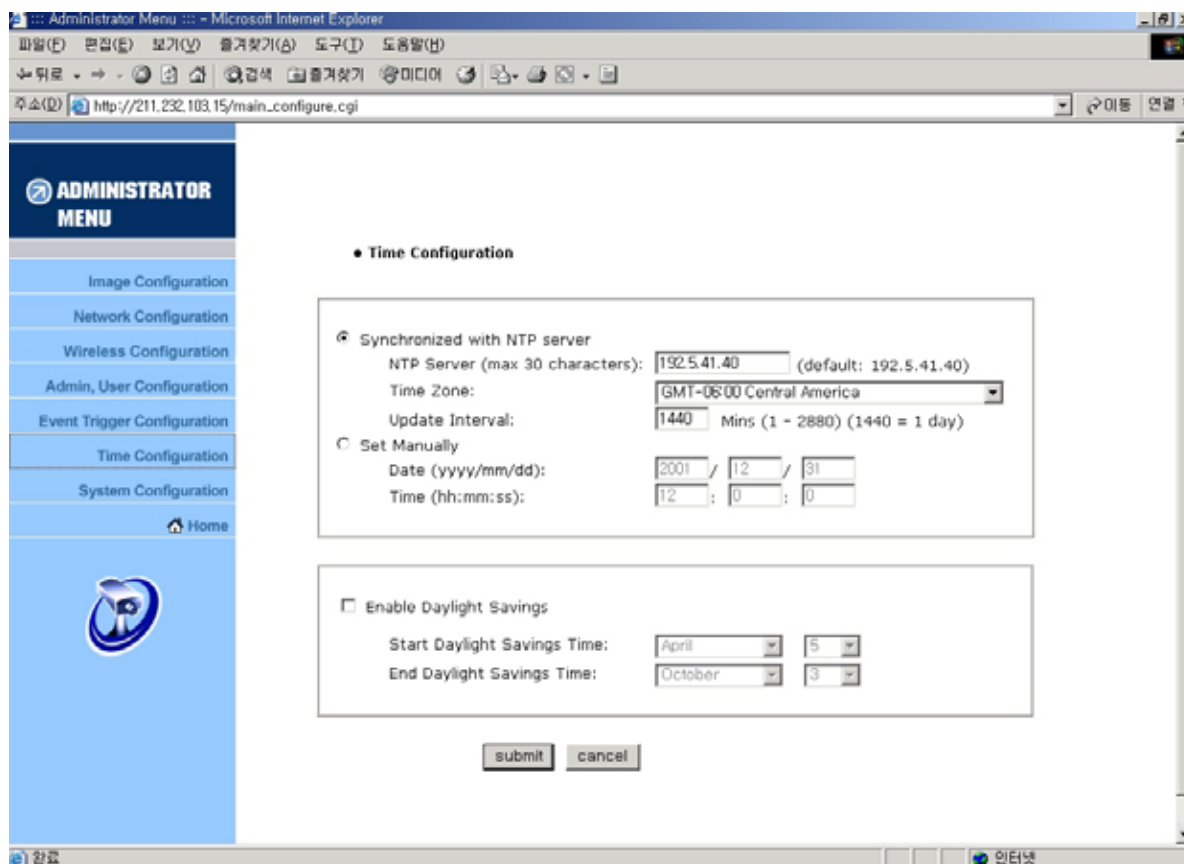 ::: Administrator Menu ::: - Microsoft Internet Explorer
파일(F) 편집(E) 보기(V) 즐겨찾기(A) 도구(T) 도움말(H)
뒤로 검색 즐겨찾기 미디어
주소(D) http://211.232.103.15/main_configure.cgi 이동 연결
ADMINISTRATOR
MENU
Image Configuration
Network Configuration
Wireless Configuration
Admin, User Configuration
Event Trigger Configuration
Time Configuration
System Configuration
Home
• Time Configuration
Synchronized with NTP server
NTP Server (max 30 characters): 192.5.41.40 (default: 192.5.41.40)
Time Zone: GMT-06:00 Central America
Update Interval: 1440 Mins (1 - 2880) (1440 = 1 day)
Set Manually
Date (yyyy/mm/dd): 2001 / 12 / 31
Time (hh:mm:ss): 12 : 0 : 0
Enable Daylight Savings
Start Daylight Savings Time: April 5
End Daylight Savings Time: October 3
submit cancel
완료 인터넷